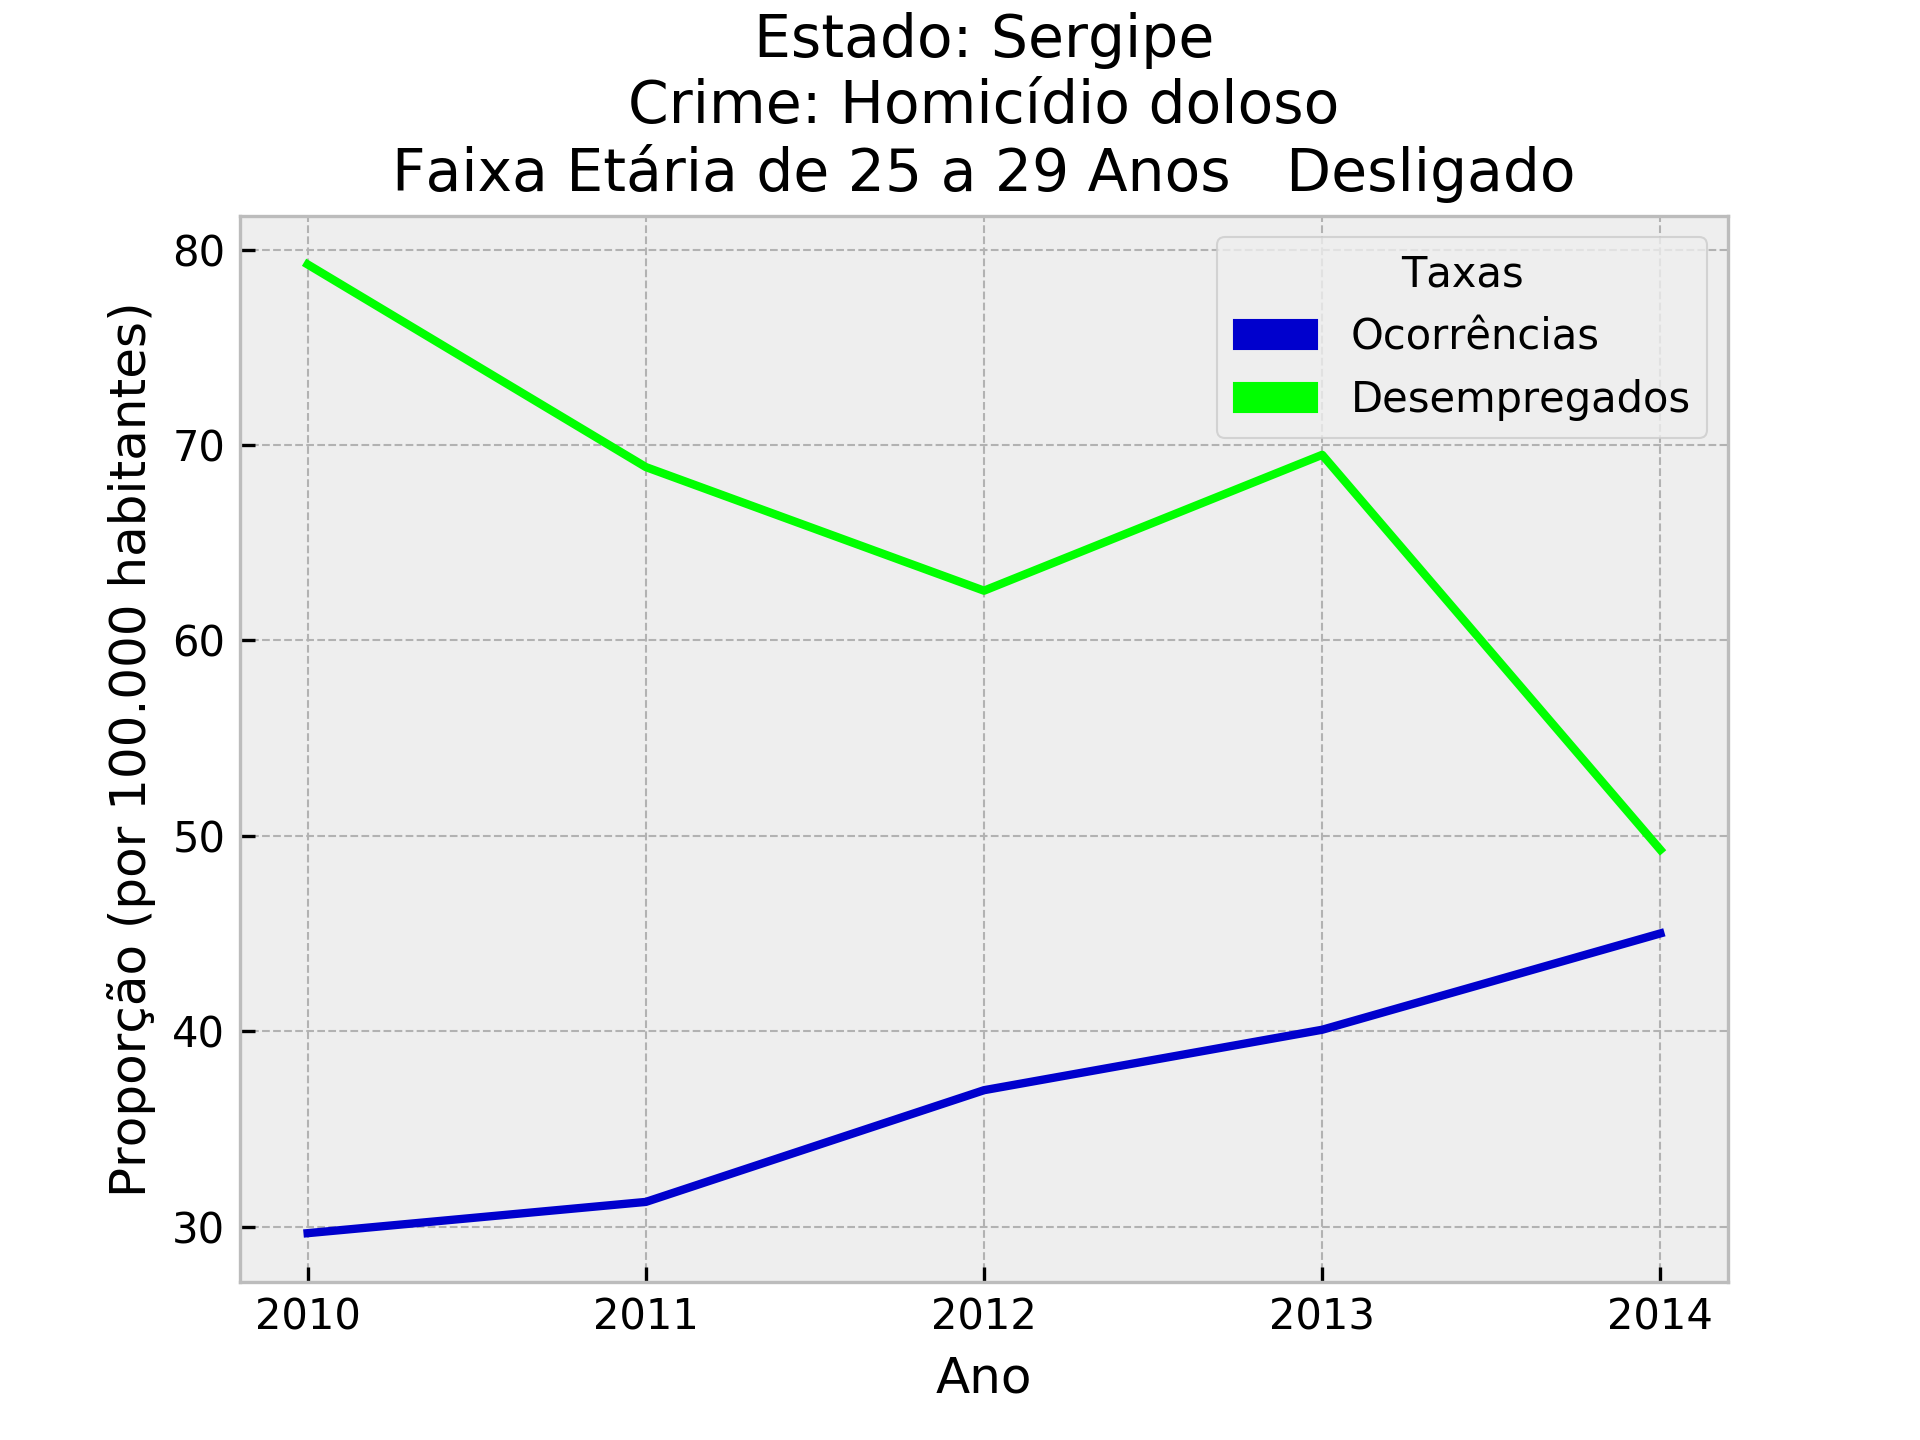 Estado: Sergipe
Crime: Homicídio doloso
Faixa Etária de 25 a 29 Anos   Desligado
Taxas
Ocorrências
Desempregados
Proporção (por 100.000 habitantes)
80
70
60
50
40
30
2010 2011 2012 2013 2014
Ano